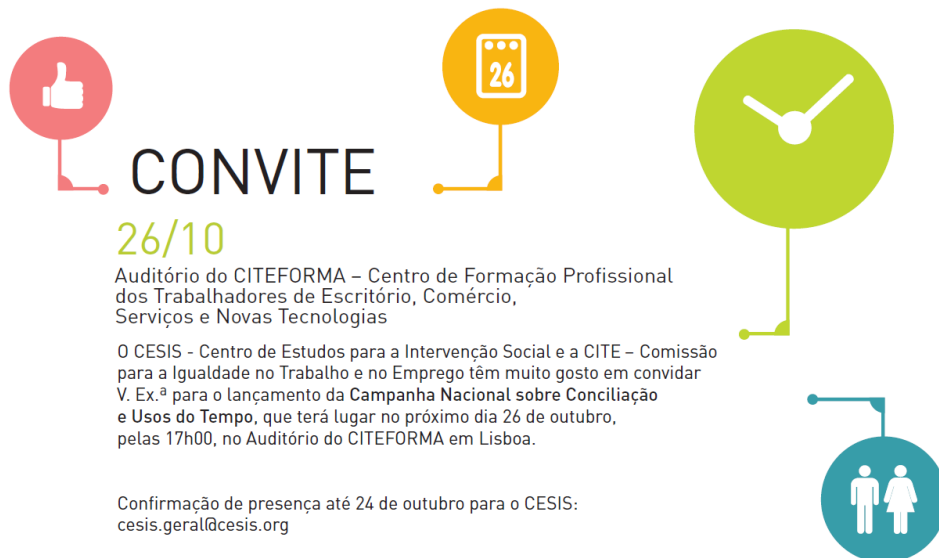 26
CONVITE
26/10
Auditório do CITEFORMA – Centro de Formação Profissional
dos Trabalhadores de Escritório, Comércio,
Serviços e Novas Tecnologias
O CESIS - Centro de Estudos para a Intervenção Social e a CITE – Comissão
para a Igualdade no Trabalho e no Emprego têm muito gosto em convidar
V. Ex.ª para o lançamento da Campanha Nacional sobre Conciliação
e Usos do Tempo, que terá lugar no próximo dia 26 de outubro,
pelas 17h00, no Auditório do CITEFORMA em Lisboa.
Confirmação de presença até 24 de outubro para o CESIS:
cesis.geral@cesis.org